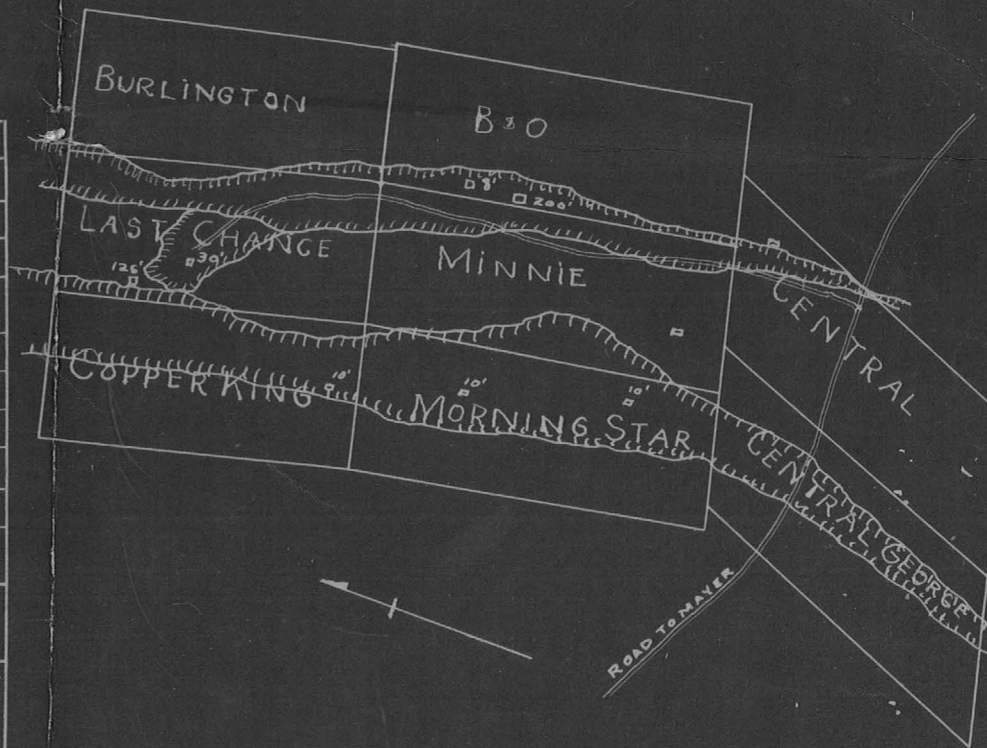 BURLINGTON
B & O
8'
200'
LAST CHANCE
39'
126'
MINNIE
CENTRAL
COPPER KING
10'
10'
10'
MORNING STAR
CENTRAL GEORGE
ROAD TO MAYER